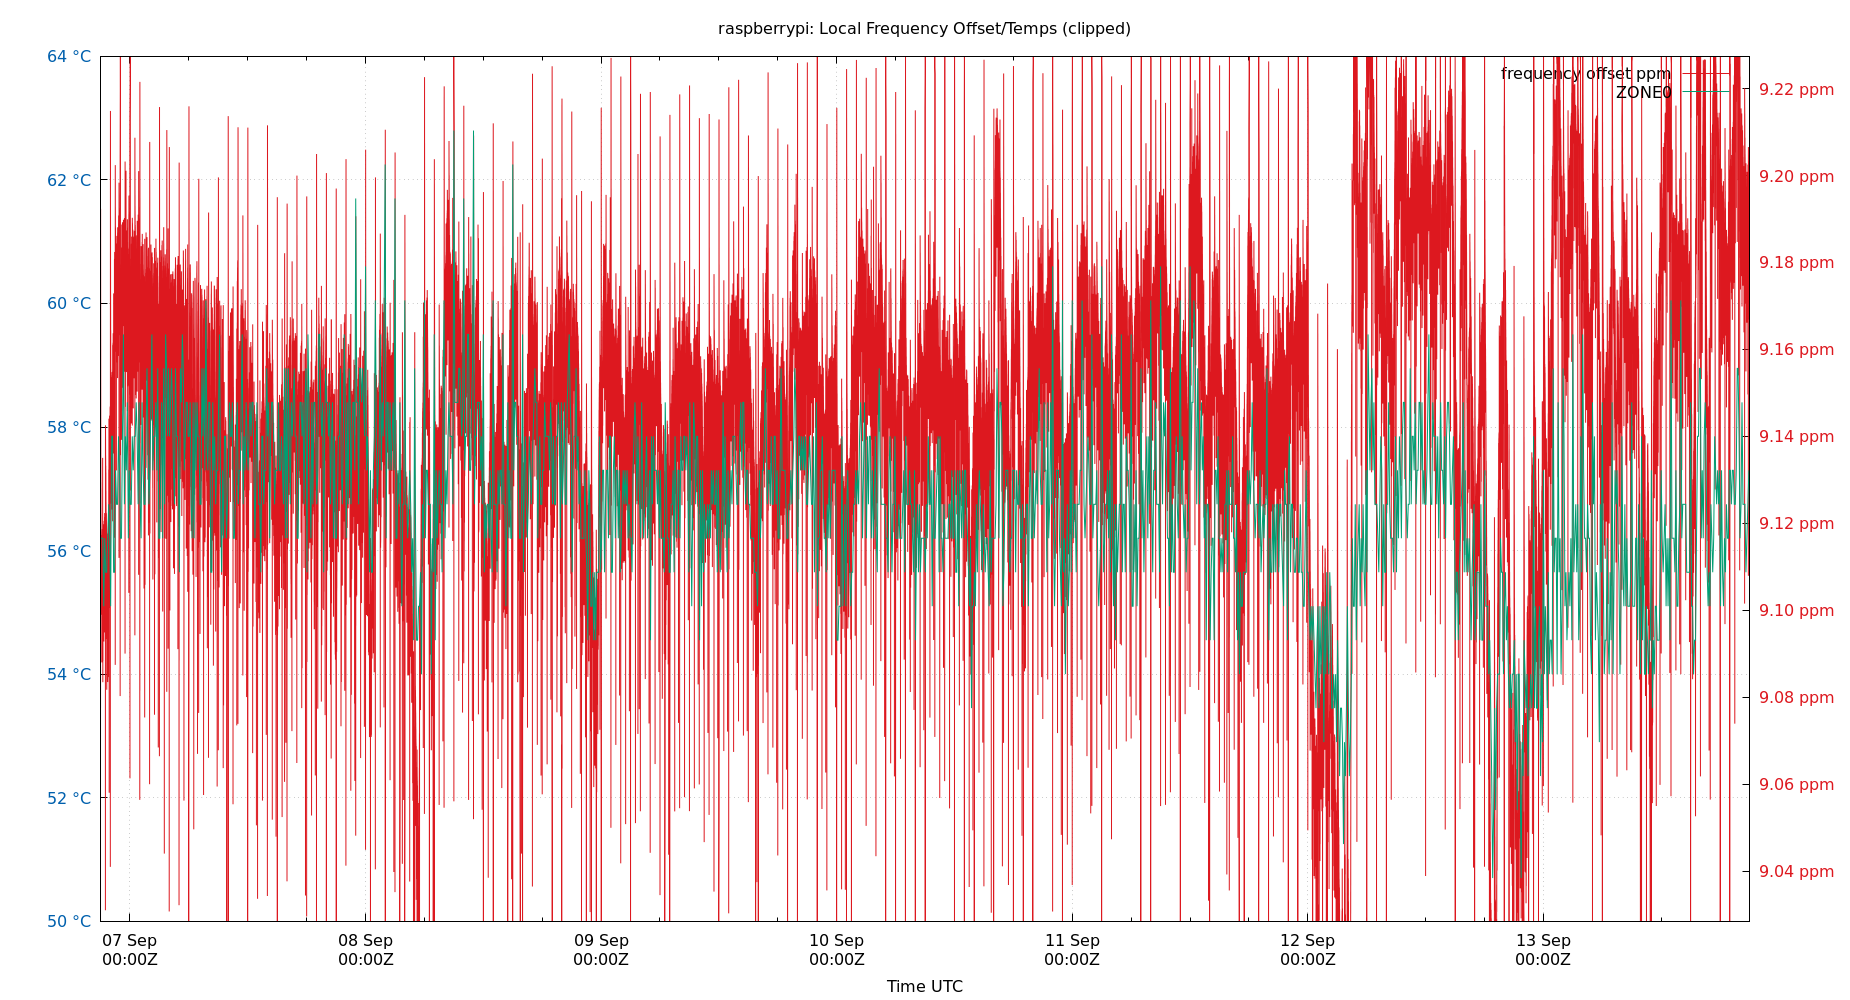 raspberrypi: Local Frequency Offset/Temps (clipped)
64 °C
62 °C
60 °C
58 °C
56 °C
54 °C
52 °C
50 °C
frequency offset ppm
ZONE0
9.22 ppm
9.20 ppm
9.18 ppm
9.16 ppm
9.14 ppm
9.12 ppm
9.10 ppm
9.08 ppm
9.06 ppm
9.04 ppm
07 Sep
00:00Z
08 Sep
00:00Z
09 Sep
00:00Z
10 Sep
00:00Z
11 Sep
00:00Z
12 Sep
00:00Z
13 Sep
00:00Z
Time UTC